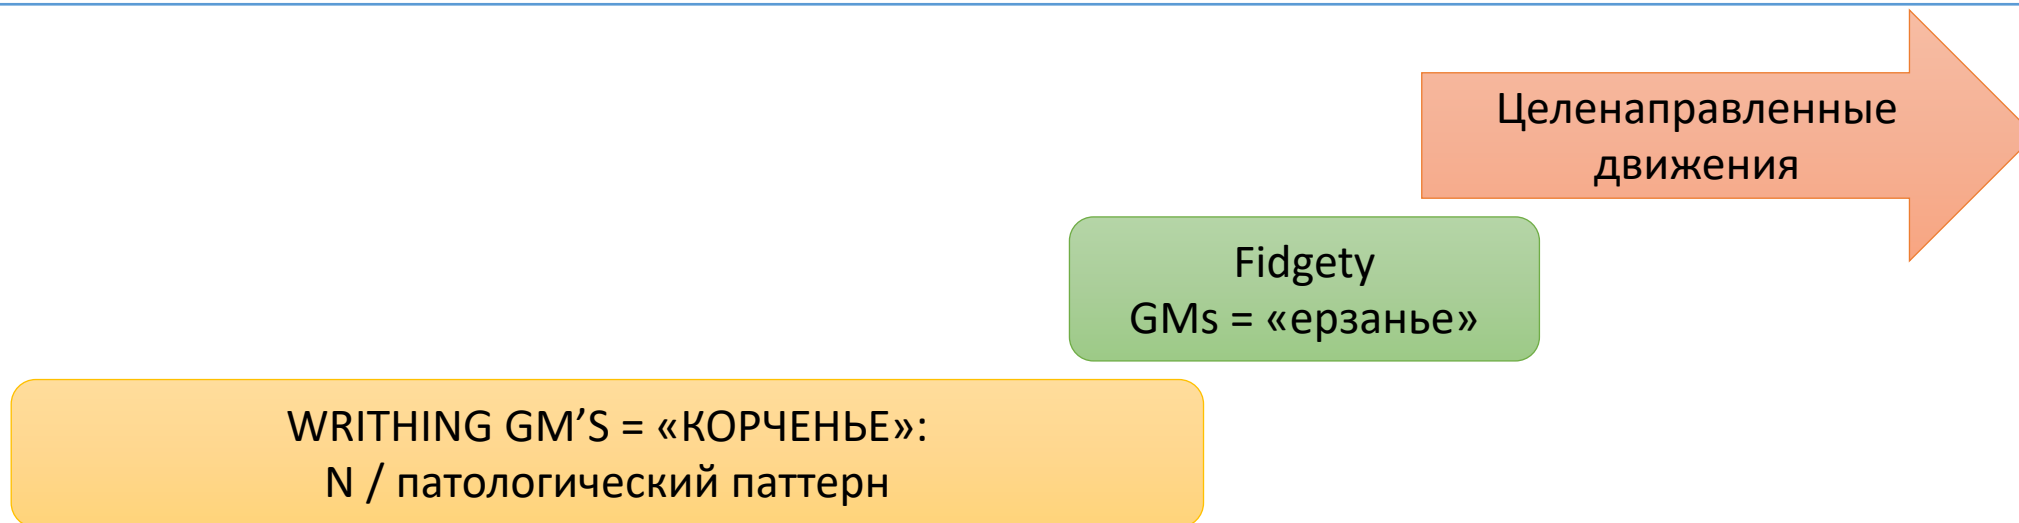 Целенаправленные
движения
Fidgety
GMs = «ерзанье»
WRITHING GM’S = «КОРЧЕНЬЕ»:
N / патологический паттерн